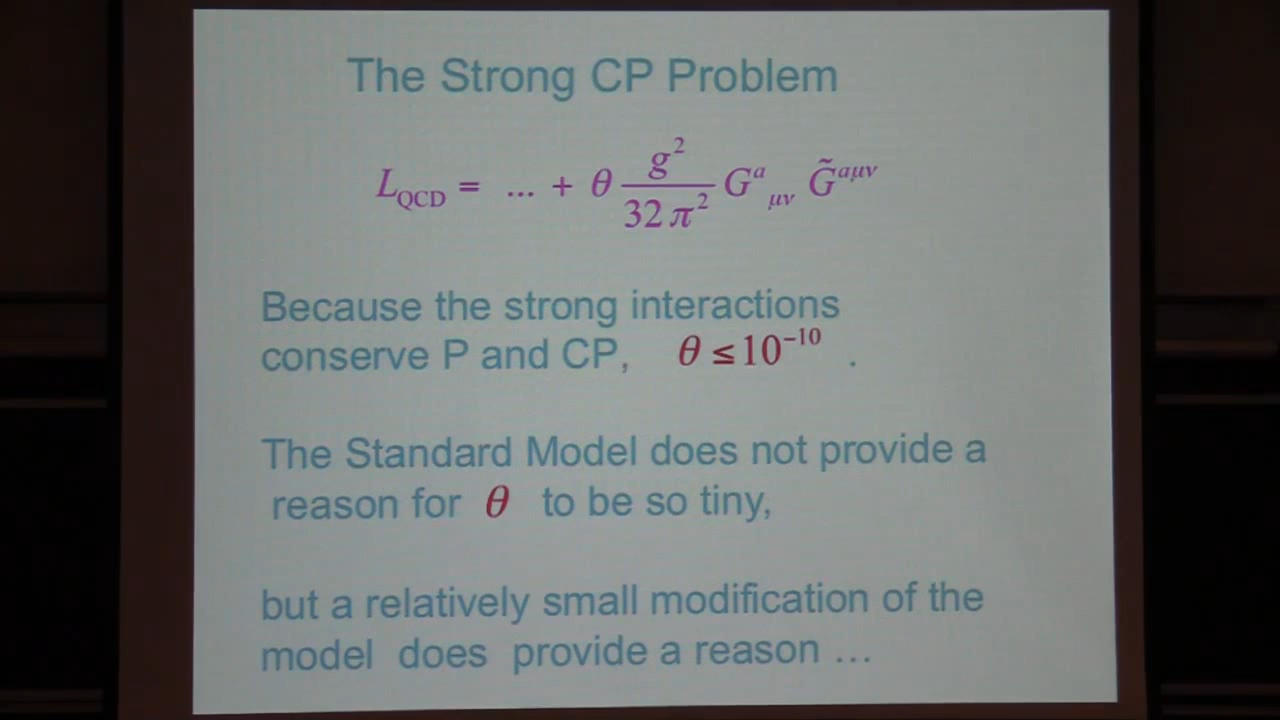 The Strong CP Problem
L_QCD = ... + θ g²/32π² G^a_μν G̃^aμν
Because the strong interactions
conserve P and CP, θ ≤ 10⁻¹⁰ .
The Standard Model does not provide a
reason for θ to be so tiny,
but a relatively small modification of the
model does provide a reason ...